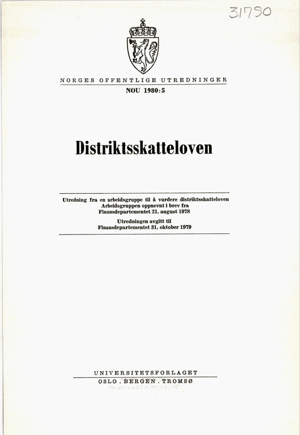 31790
NORGES OFFENTLIGE UTREDNINGER
NOU 1980:5
Distriktsskatteloven
Utredning fra en arbeidsgruppe til å vurdere distriktsskatteloven
Arbeidsgruppen oppnevnt i brev fra
Finansdepartementet 21. august 1978
Utredningen avgitt til
Finansdepartementet 31. oktober 1979
UNIVERSITETSFORLAGET
OSLO . BERGEN . TROMSØ